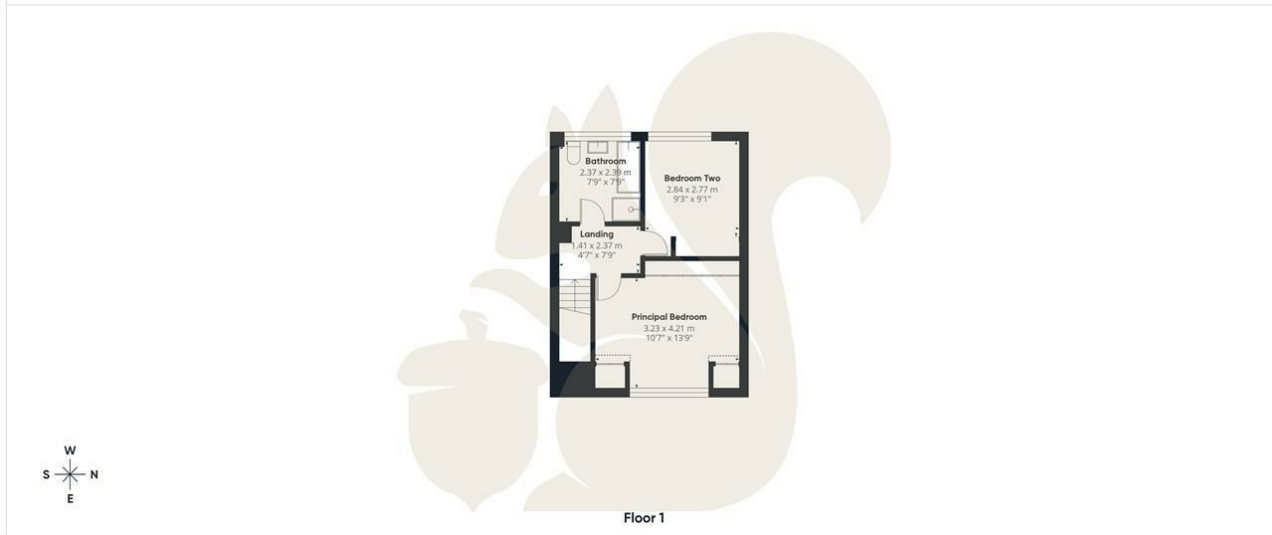 Bathroom
2.37 x 2.39 m
7'9" x 7'9"
Bedroom Two
2.84 x 2.77 m
9'3" x 9'1"
Landing
1.41 x 2.37 m
4'7" x 7'9"
Principal Bedroom
3.23 x 4.21 m
10'7" x 13'9"
W
S N
E
Floor 1